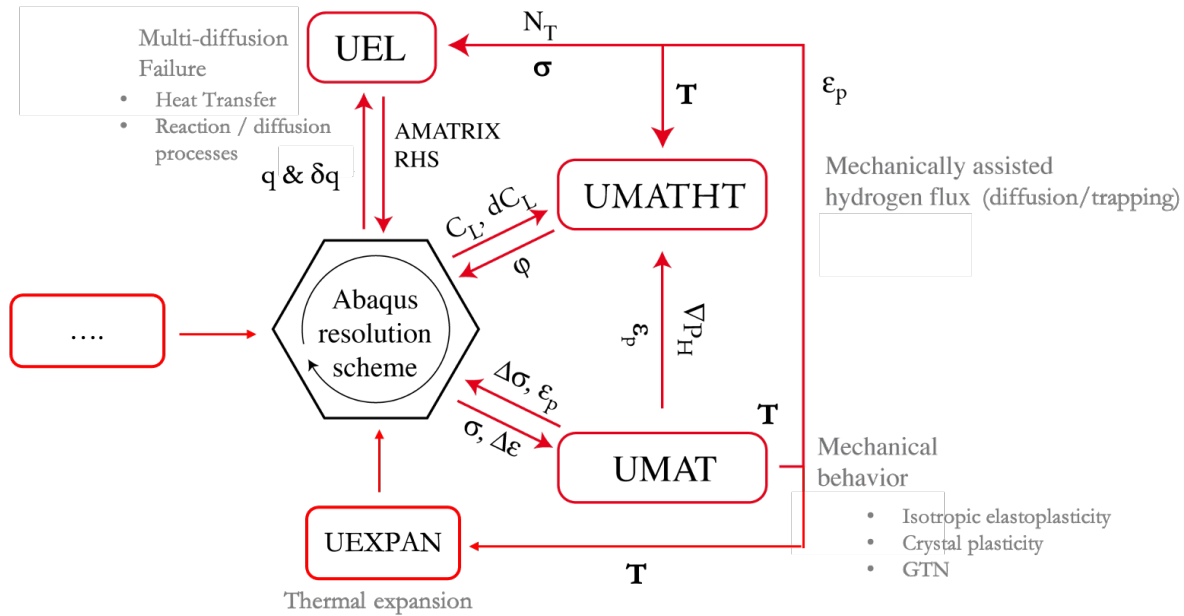 Multi-diffusion
Failure
• Heat Transfer
• Reaction / diffusion
processes
UEL
N_T
σ
T
ε_p
AMATRIX
RHS
q & δq
UMATHT
Mechanically assisted
hydrogen flux (diffusion/trapping)
C_L, dC_L
φ
....
Abaqus
resolution
scheme
∇P_H
ε_p
Δσ, ε_p
σ, Δε
T
UMAT
Mechanical
behavior
• Isotropic elastoplasticity
• Crystal plasticity
• GTN
UEXPAN
T
Thermal expansion